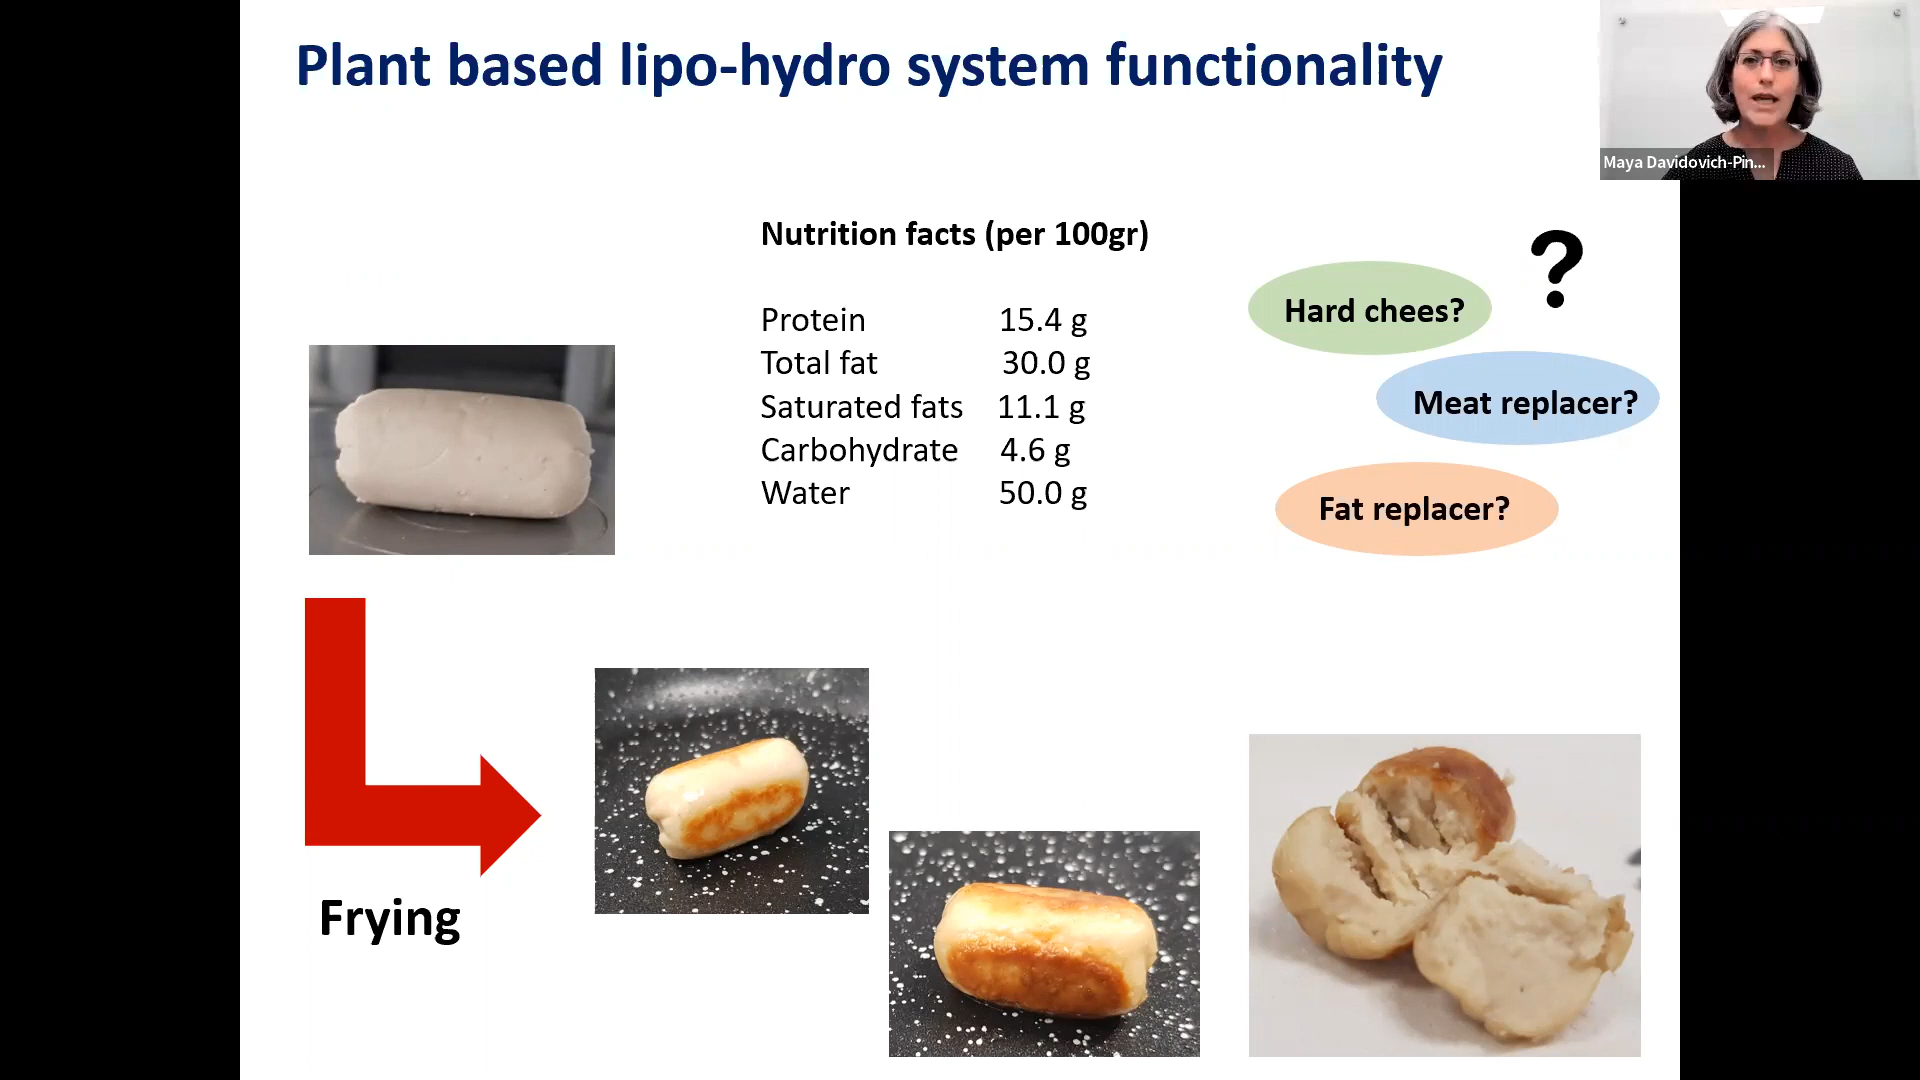 Plant based lipo-hydro system functionality
Maya Davidovich-Pin...
Nutrition facts (per 100gr)
Protein 15.4 g
Total fat 30.0 g
Saturated fats 11.1 g
Carbohydrate 4.6 g
Water 50.0 g
?
Hard chees?
Meat replacer?
Fat replacer?
Frying